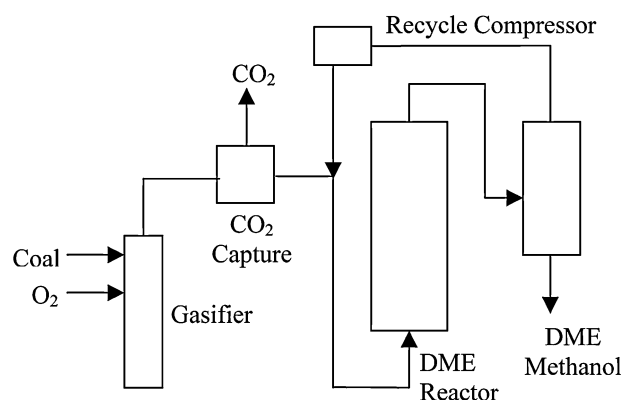 Recycle Compressor
CO₂
CO₂
Capture
Coal
O₂
Gasifier
DME
Reactor
DME
Methanol